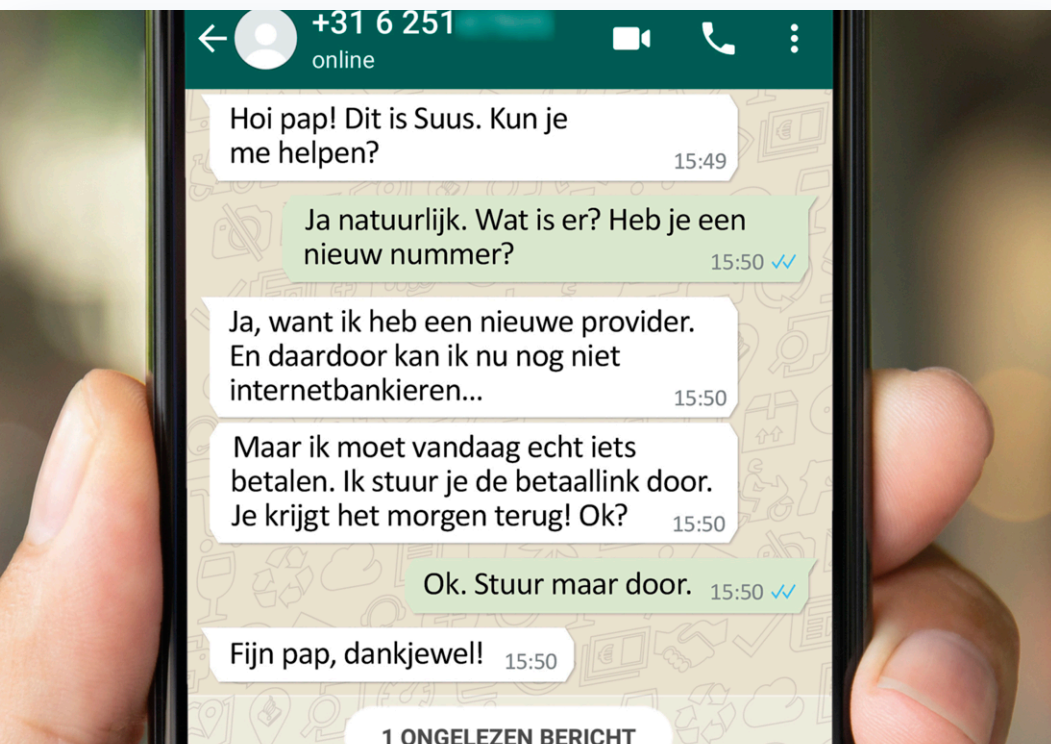 +31 6 251
online
Hoi pap! Dit is Suus. Kun je
me helpen?
15:49
Ja natuurlijk. Wat is er? Heb je een
nieuw nummer?
15:50
Ja, want ik heb een nieuwe provider.
En daardoor kan ik nu nog niet
internetbankieren...
15:50
Maar ik moet vandaag echt iets
betalen. Ik stuur je de betaallink door.
Je krijgt het morgen terug! Ok?
15:50
Ok. Stuur maar door.
15:50
Fijn pap, dankjewel!
15:50
1 ONGELEZEN BERICHT